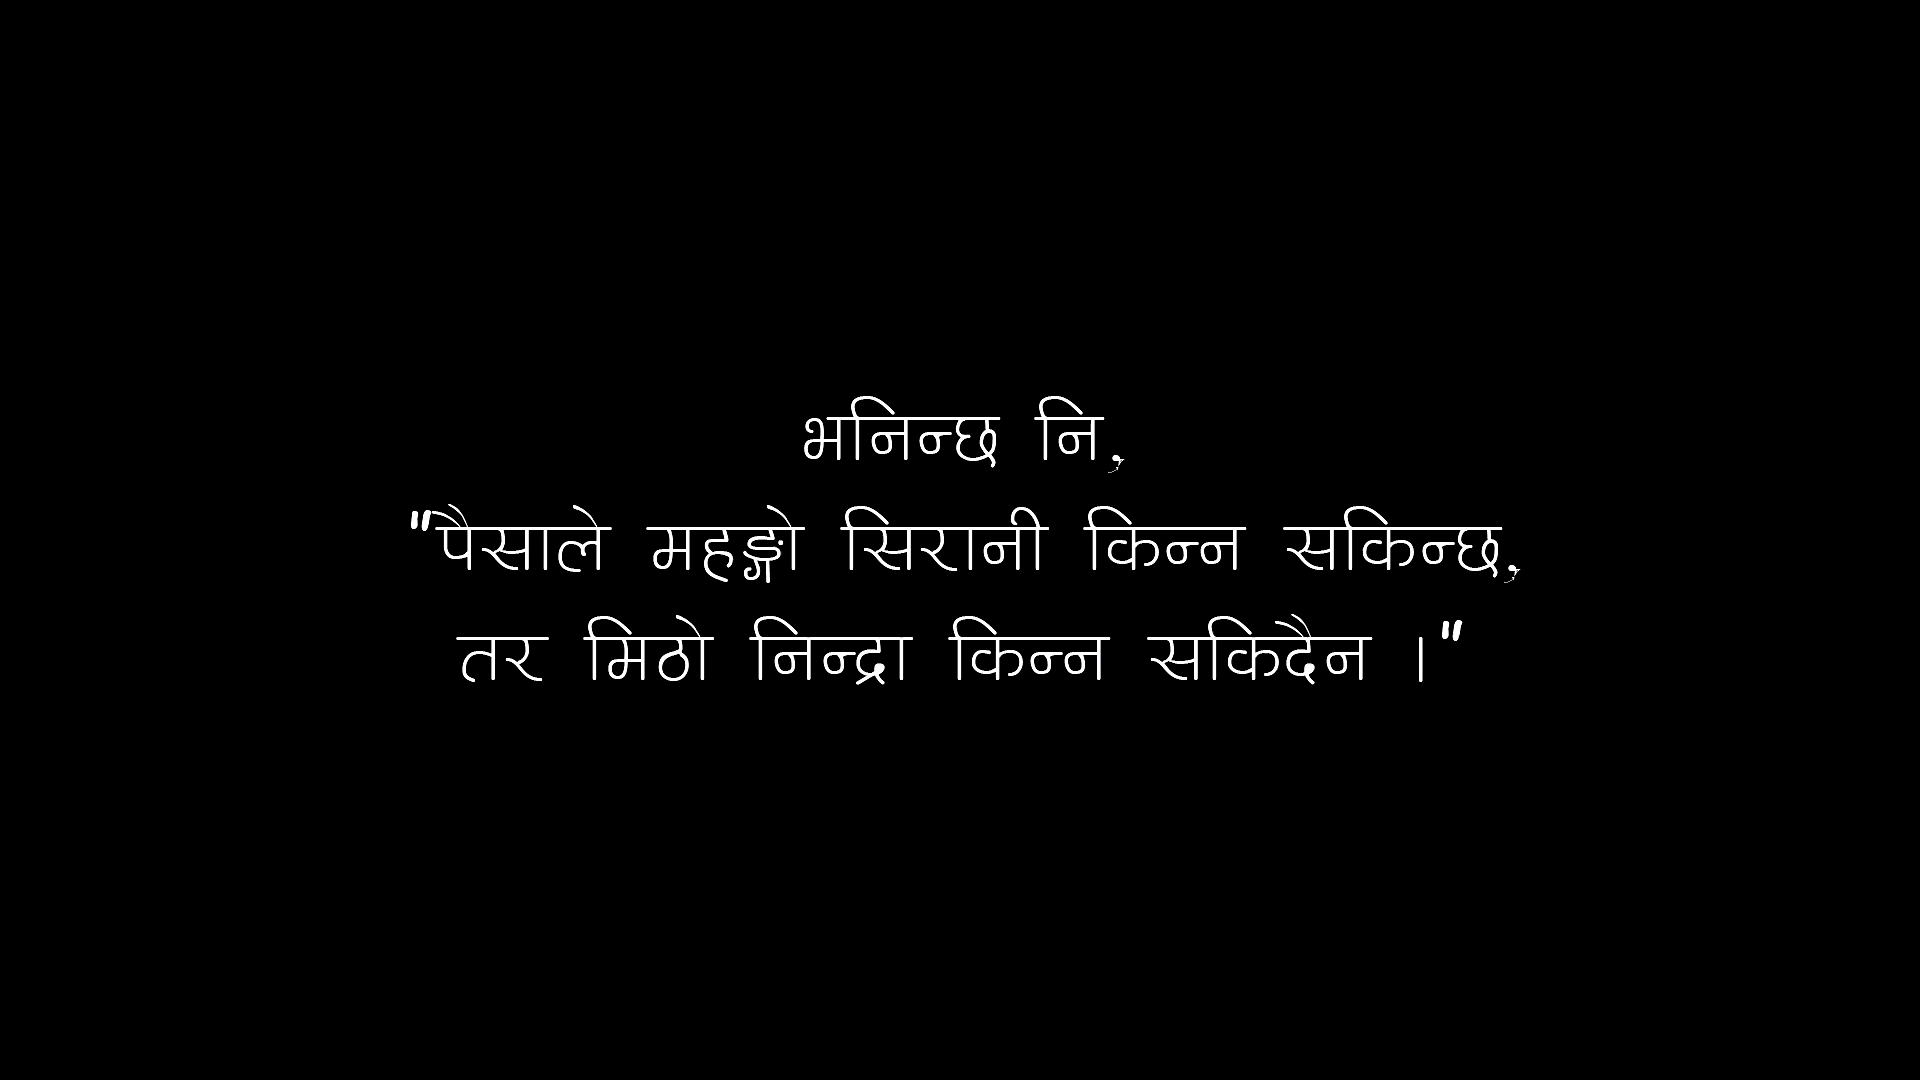 भनिन्छ नि,
"पैसाले महङ्गो सिरानी किन्न सकिन्छ,
तर मिठो निन्द्रा किन्न सकिदैन ।"